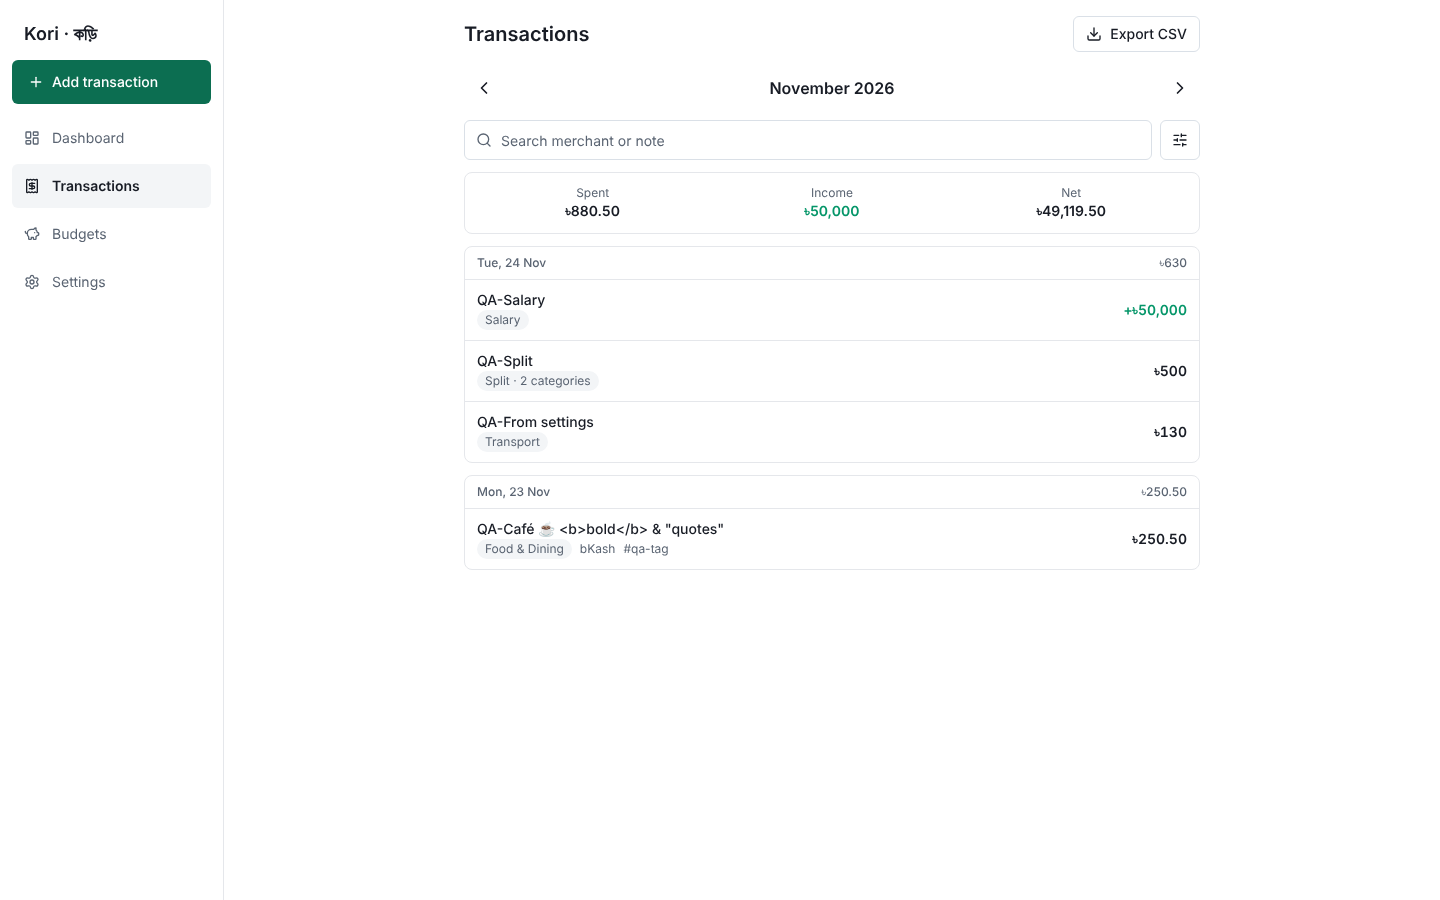 Kori · কড়ি
Add transaction
Dashboard
Transactions
Budgets
Settings
Transactions
Export CSV
November 2026
Search merchant or note
Spent
৳880.50
Income
৳50,000
Net
৳49,119.50
Tue, 24 Nov
৳630
QA-Salary
Salary
+৳50,000
QA-Split
Split · 2 categories
৳500
QA-From settings
Transport
৳130
Mon, 23 Nov
৳250.50
QA-Café ☕ <b>bold</b> & "quotes"
Food & Dining bKash #qa-tag
৳250.50